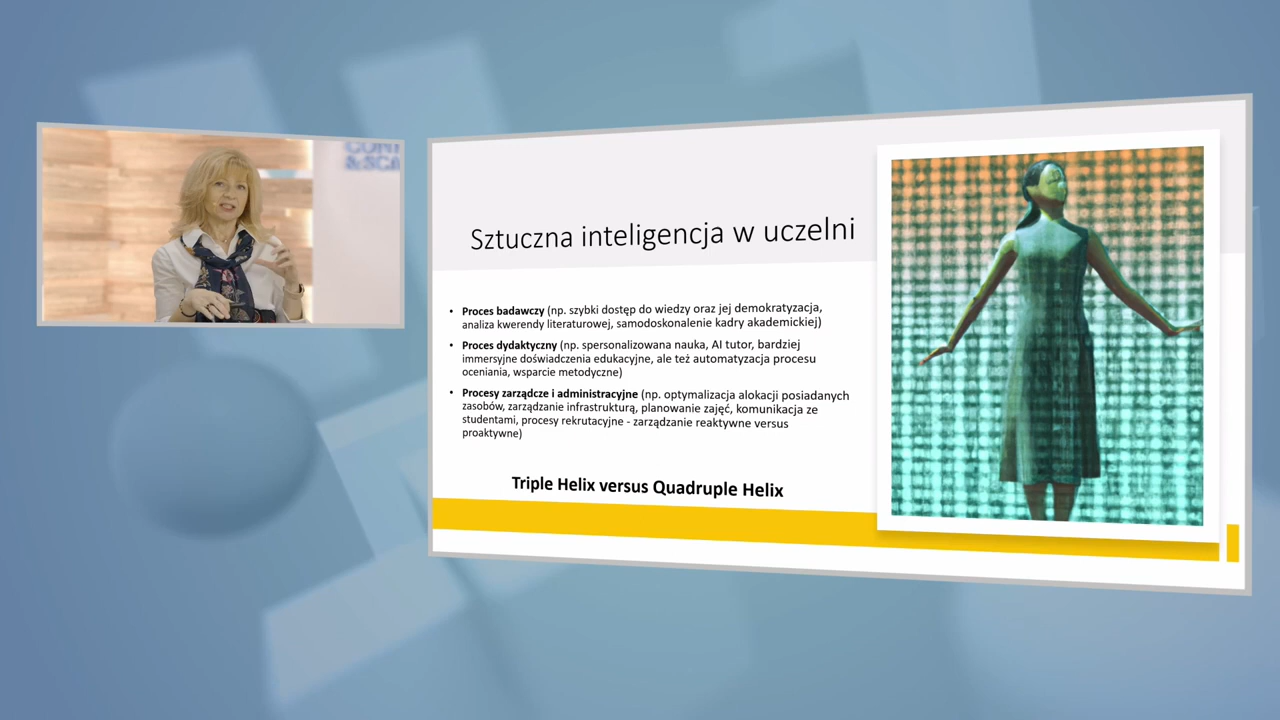 Sztuczna inteligencja w uczelni
• Proces badawczy (np. szybki dostęp do wiedzy oraz jej demokratyzacja,
analiza kwerendy literaturowej, samodoskonalenie kadry akademickiej)
• Proces dydaktyczny (np. spersonalizowana nauka, AI tutor, bardziej
immersyjne doświadczenia edukacyjne, ale też automatyzacja procesu
oceniania, wsparcie metodyczne)
• Procesy zarządcze i administracyjne (np. optymalizacja alokacji posiadanych
zasobów, zarządzanie infrastrukturą, planowanie zajęć, komunikacja ze
studentami, procesy rekrutacyjne - zarządzanie reaktywne versus
proaktywne)
Triple Helix versus Quadruple Helix